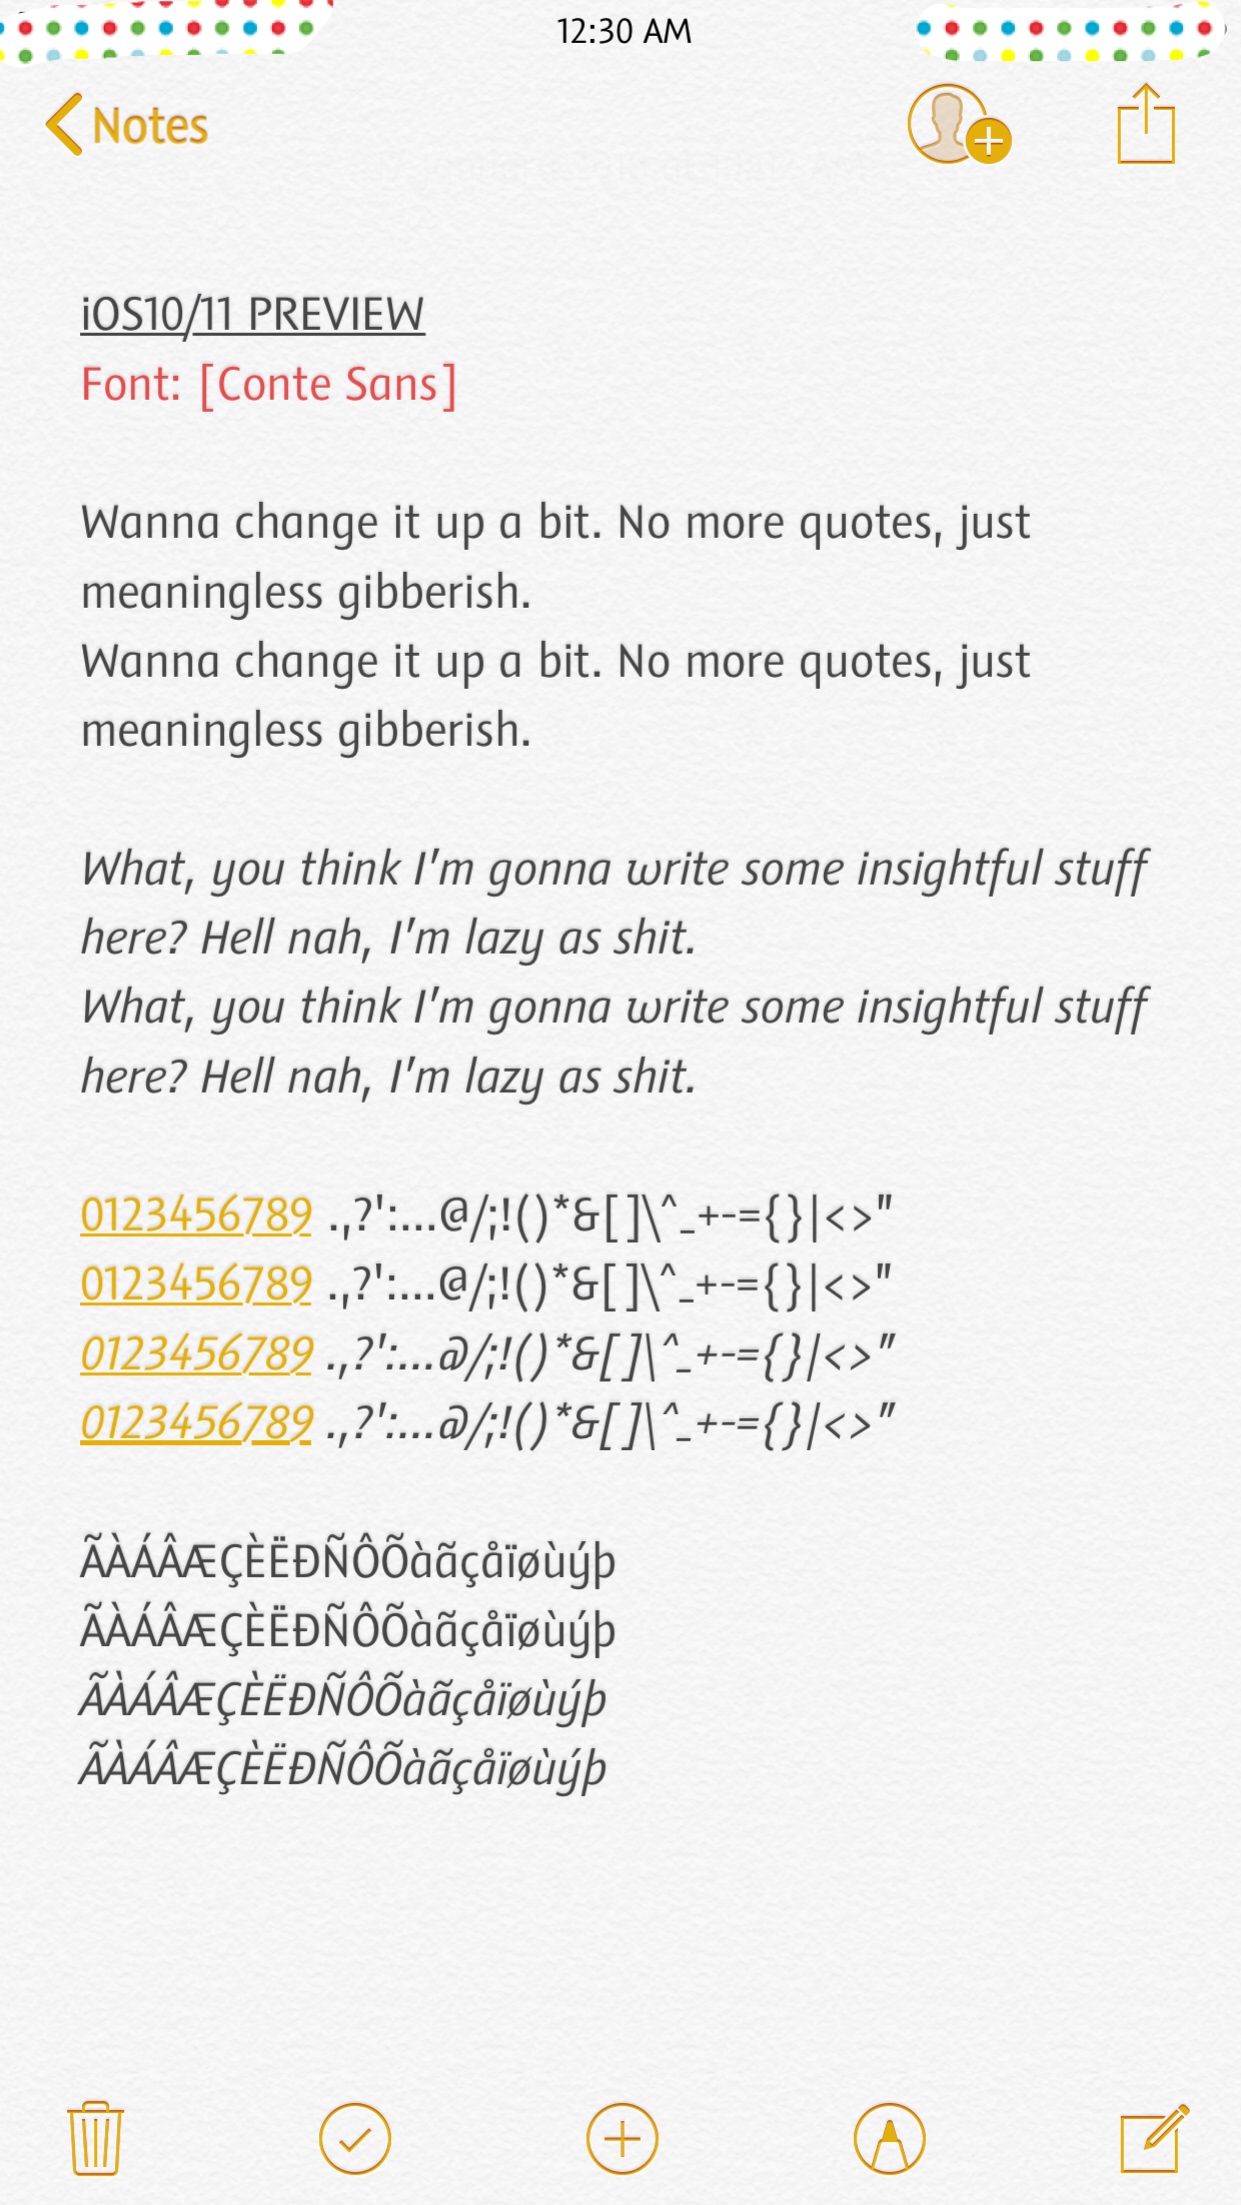 12:30 AM
Notes
iOS10/11 PREVIEW
Font: [Conte Sans]
Wanna change it up a bit. No more quotes, just
meaningless gibberish.
Wanna change it up a bit. No more quotes, just
meaningless gibberish.
What, you think I'm gonna write some insightful stuff
here? Hell nah, I'm lazy as shit.
What, you think I'm gonna write some insightful stuff
here? Hell nah, I'm lazy as shit.
0123456789 .,?':...@/;!()*&[]\^_+-={}|<>"
0123456789 .,?':...@/;!()*&[]\^_+-={}|<>"
0123456789 .,?':...@/;!()*&[]\^_+-={}|<>"
0123456789 .,?':...@/;!()*&[]\^_+-={}|<>"
ÃÀÁÂÆÇÈËÐÑÔÕàãçåïøùýþ
ÃÀÁÂÆÇÈËÐÑÔÕàãçåïøùýþ
ÃÀÁÂÆÇÈËÐÑÔÕàãçåïøùýþ
ÃÀÁÂÆÇÈËÐÑÔÕàãçåïøùýþ